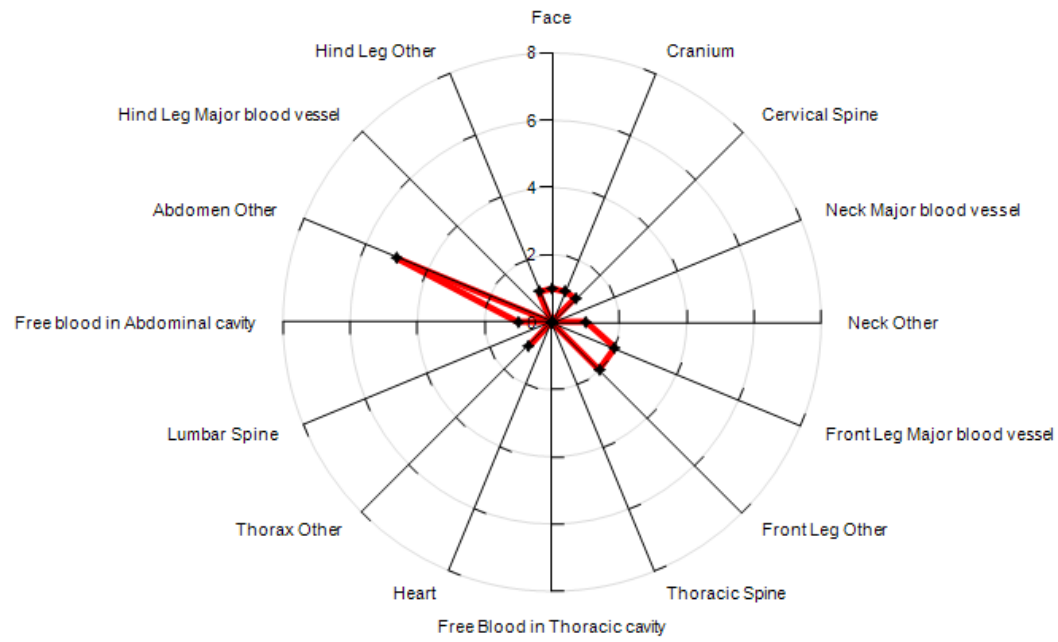 Face
Hind Leg Other
8
Cranium
Hind Leg Major blood vessel
6
Cervical Spine
Abdomen Other
4
Neck Major blood vessel
2
Free blood in Abdominal cavity
0
Neck Other
Lumbar Spine
Front Leg Major blood vessel
Thorax Other
Front Leg Other
Heart
Thoracic Spine
Free Blood in Thoracic cavity